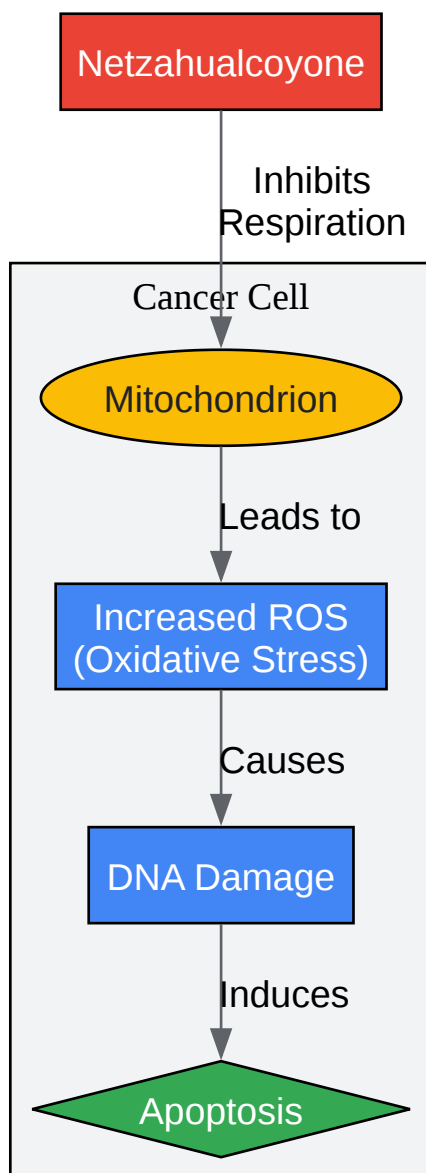 Netzahualcoyone
Inhibits
Respiration
Cancer Cell
Mitochondrion
Leads to
Increased ROS
(Oxidative Stress)
Causes
DNA Damage
Induces
Apoptosis